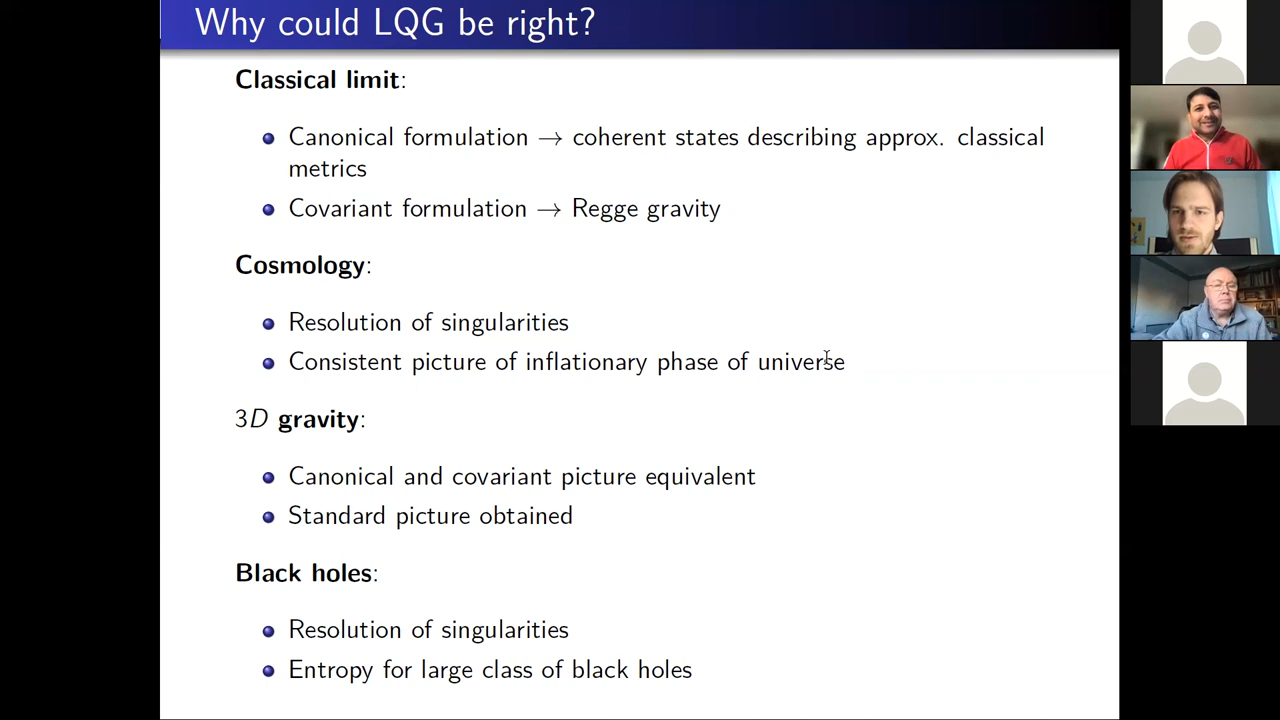 Why could LQG be right?
Classical limit:
Canonical formulation → coherent states describing approx. classical
metrics
Covariant formulation → Regge gravity
Cosmology:
Resolution of singularities
Consistent picture of inflationary phase of universe
3D gravity:
Canonical and covariant picture equivalent
Standard picture obtained
Black holes:
Resolution of singularities
Entropy for large class of black holes